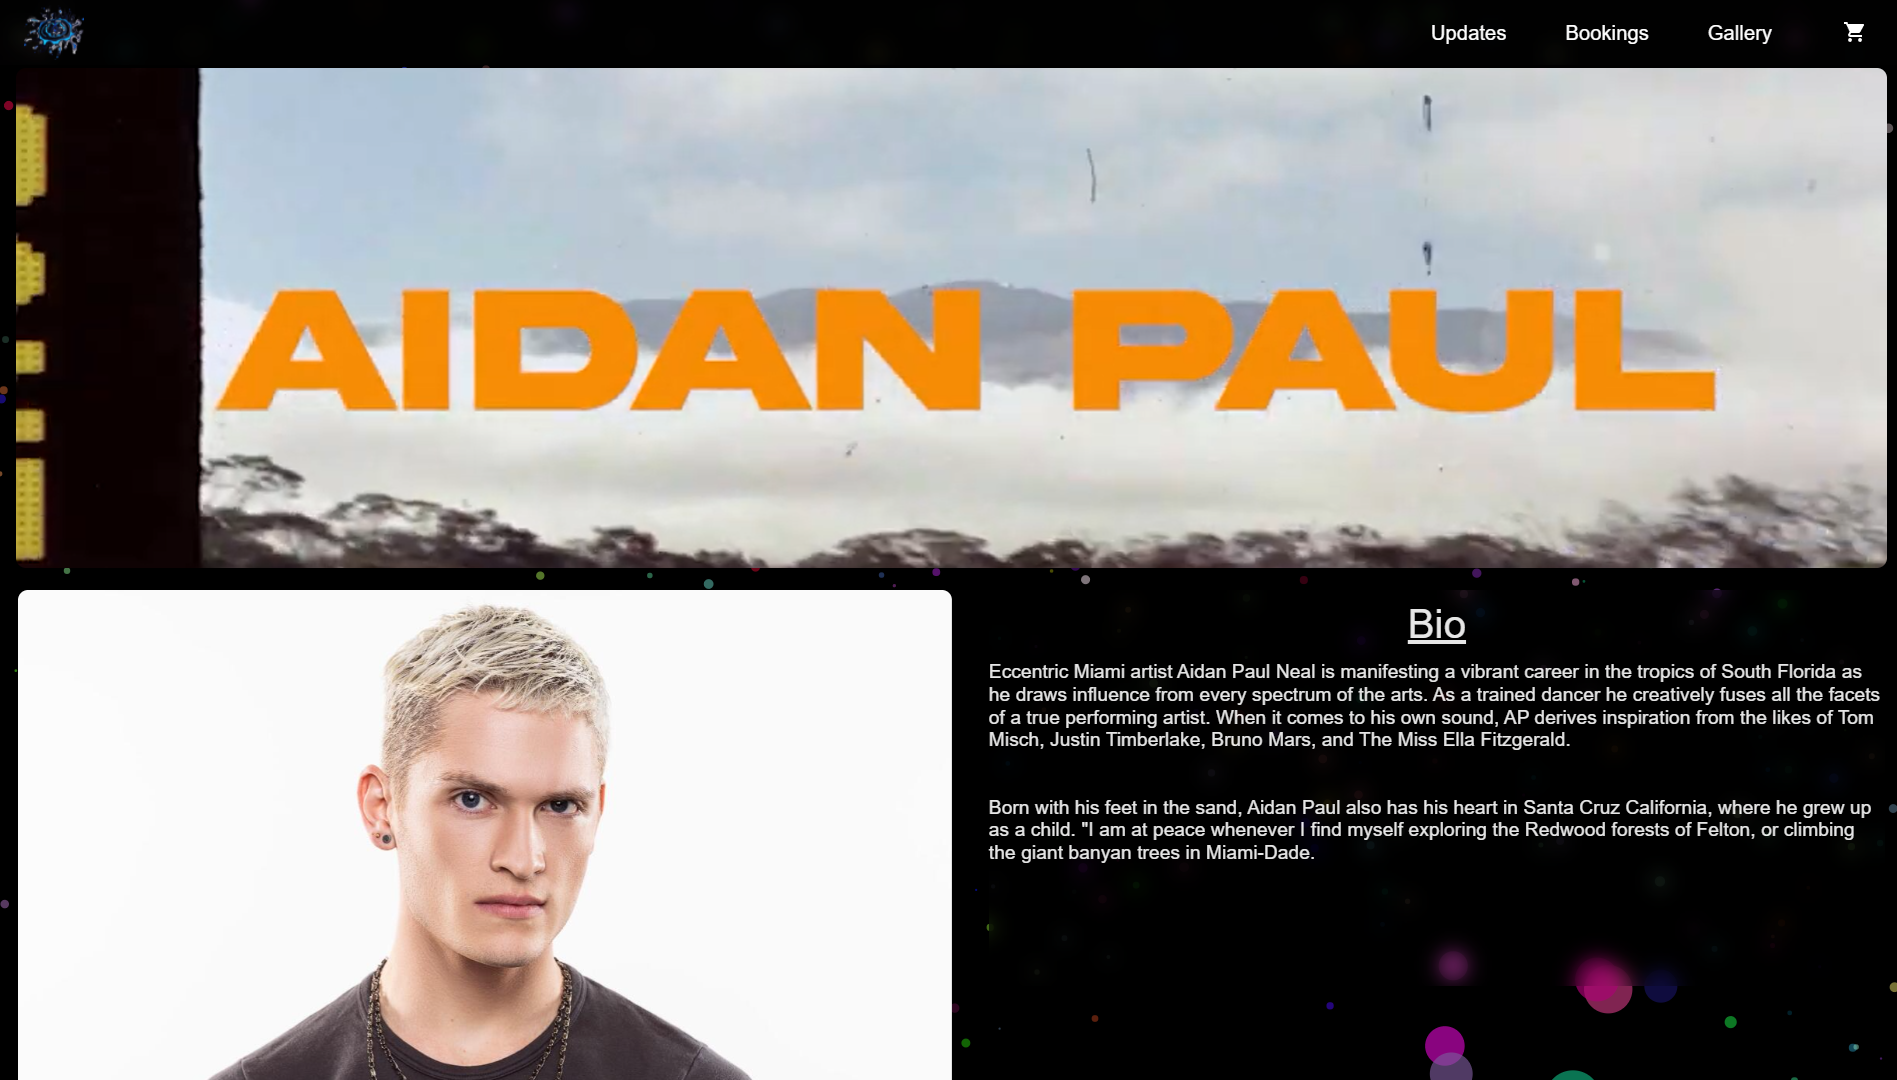 Updates
Bookings
Gallery
AIDAN PAUL
Bio
Eccentric Miami artist Aidan Paul Neal is manifesting a vibrant career in the tropics of South Florida as
he draws influence from every spectrum of the arts. As a trained dancer he creatively fuses all the facets
of a true performing artist. When it comes to his own sound, AP derives inspiration from the likes of Tom
Misch, Justin Timberlake, Bruno Mars, and The Miss Ella Fitzgerald.
Born with his feet in the sand, Aidan Paul also has his heart in Santa Cruz California, where he grew up
as a child. "I am at peace whenever I find myself exploring the Redwood forests of Felton, or climbing
the giant banyan trees in Miami-Dade.